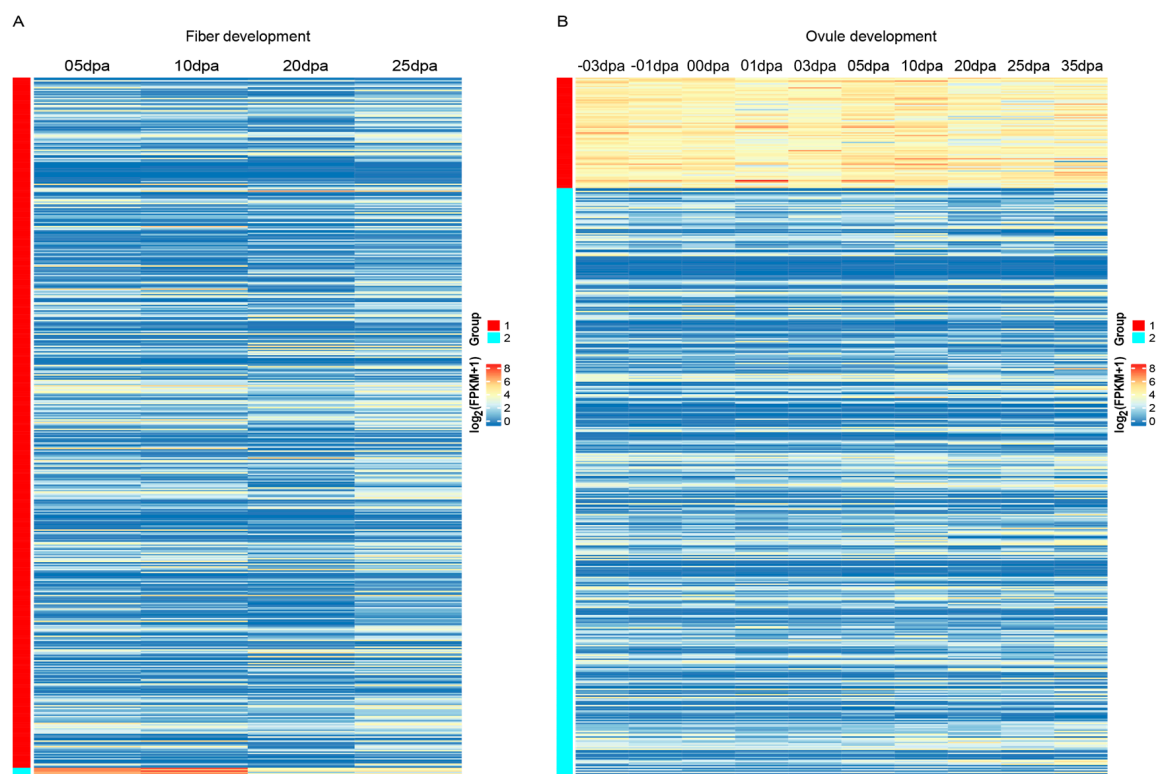 A
Fiber development
05dpa 10dpa 20dpa 25dpa
Group
1
2
log2(FPKM+1)
8
6
4
2
0
B
Ovule development
-03dpa -01dpa 00dpa 01dpa 03dpa 05dpa 10dpa 20dpa 25dpa 35dpa
Group
1
2
log2(FPKM+1)
8
6
4
2
0